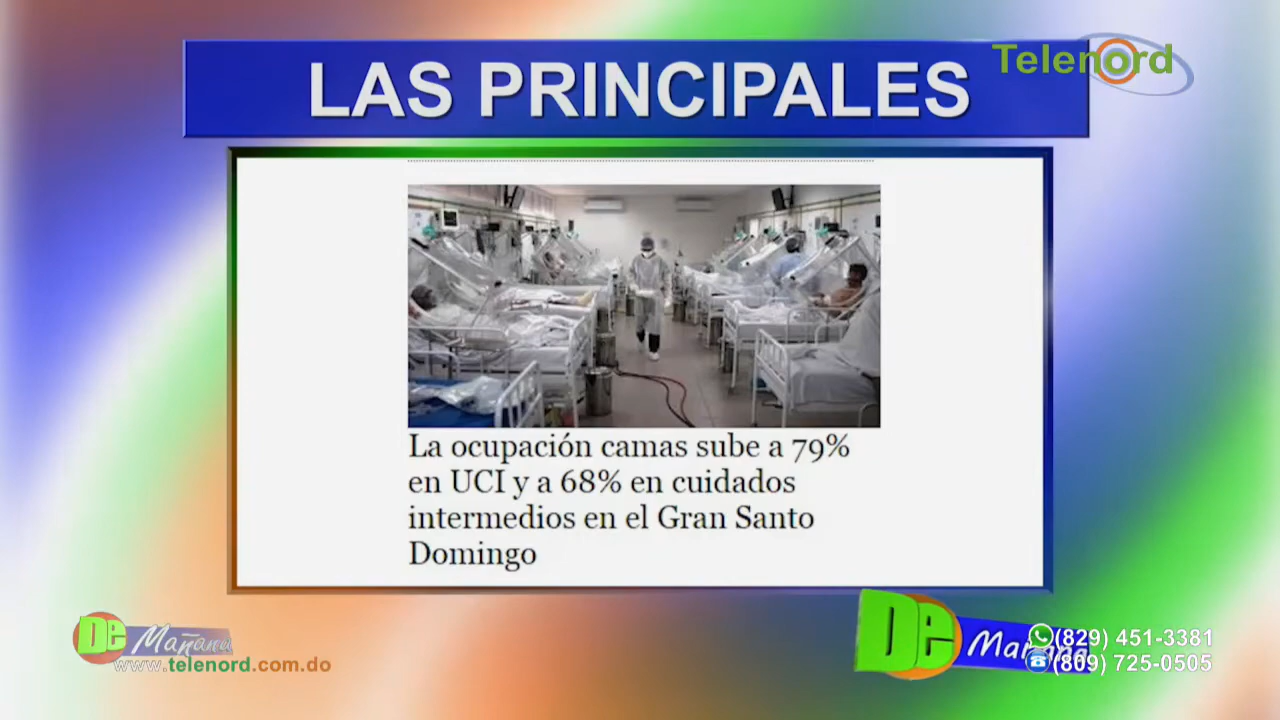 Telenord
LAS PRINCIPALES
La ocupación camas sube a 79%
en UCI y a 68% en cuidados
intermedios en el Gran Santo
Domingo
De Mañana
www.telenord.com.do
De Mañana
(829) 451-3381
(809) 725-0505